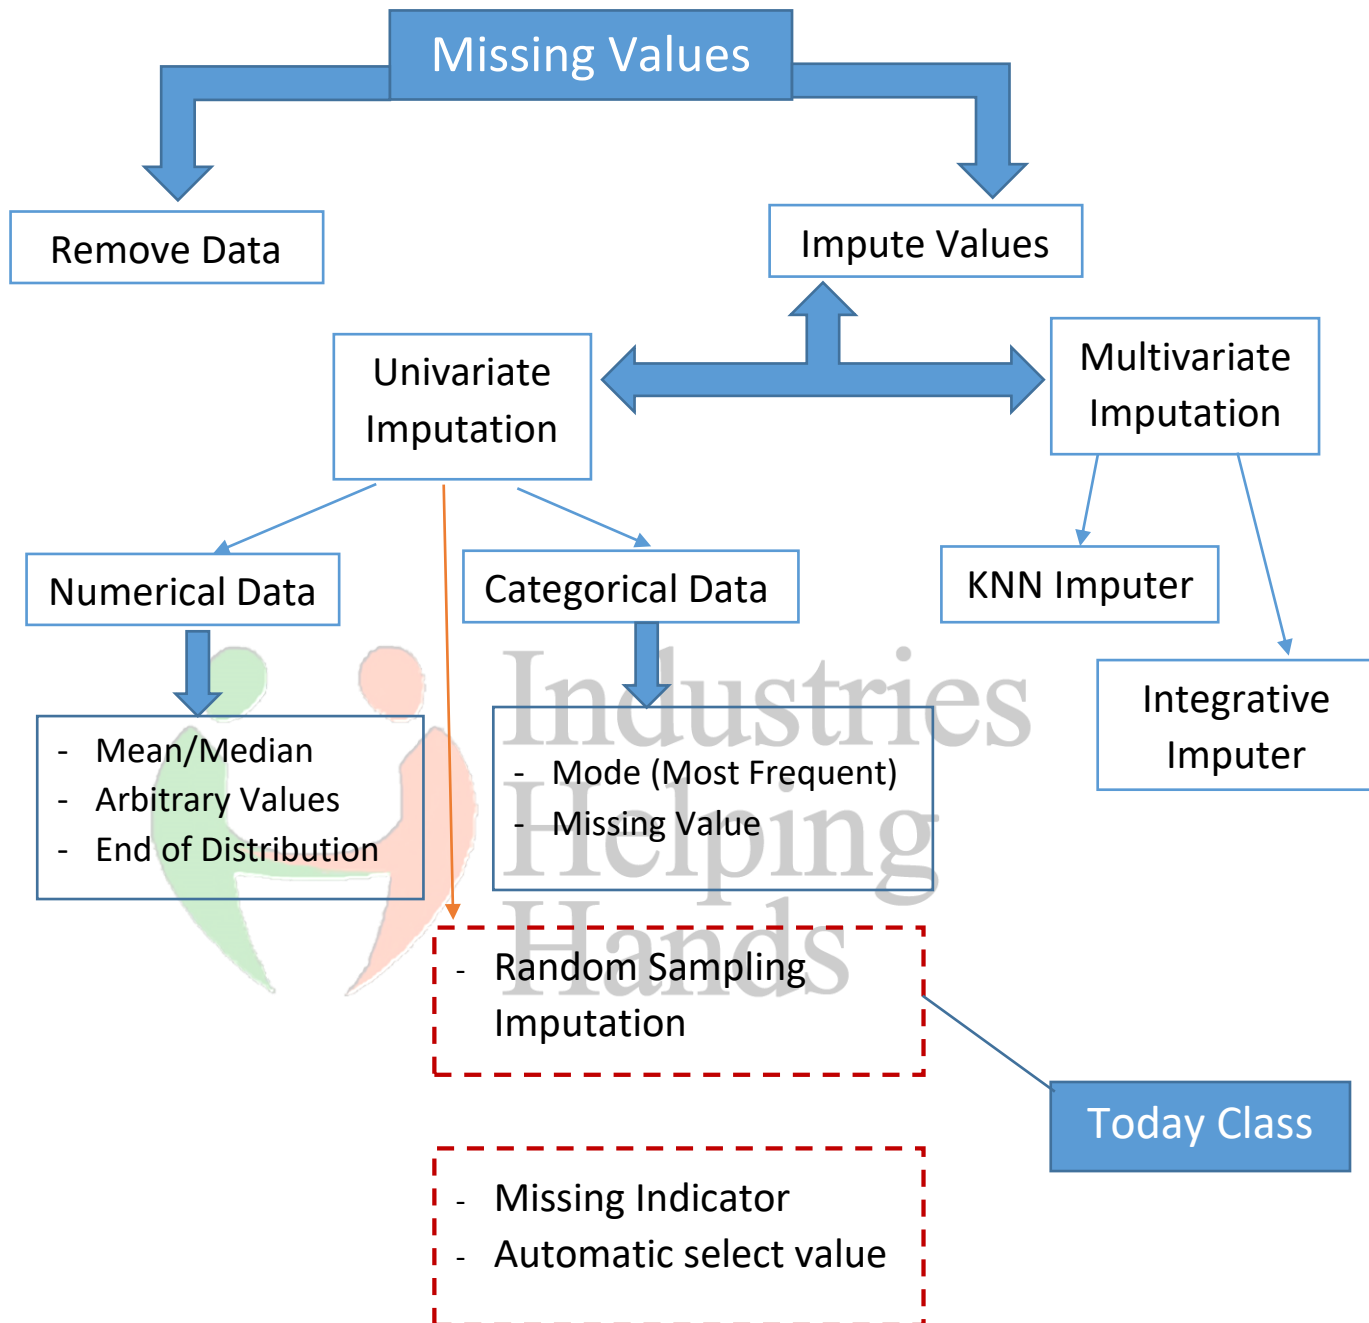 Missing Values
Remove Data
Impute Values
Univariate
Imputation
Multivariate
Imputation
Numerical Data
Categorical Data
KNN Imputer
Integrative
Imputer
- Mean/Median
- Arbitrary Values
- End of Distribution
- Mode (Most Frequent)
- Missing Value
Industries
Helping
Hands
- Random Sampling
Imputation
Today Class
- Missing Indicator
- Automatic select value